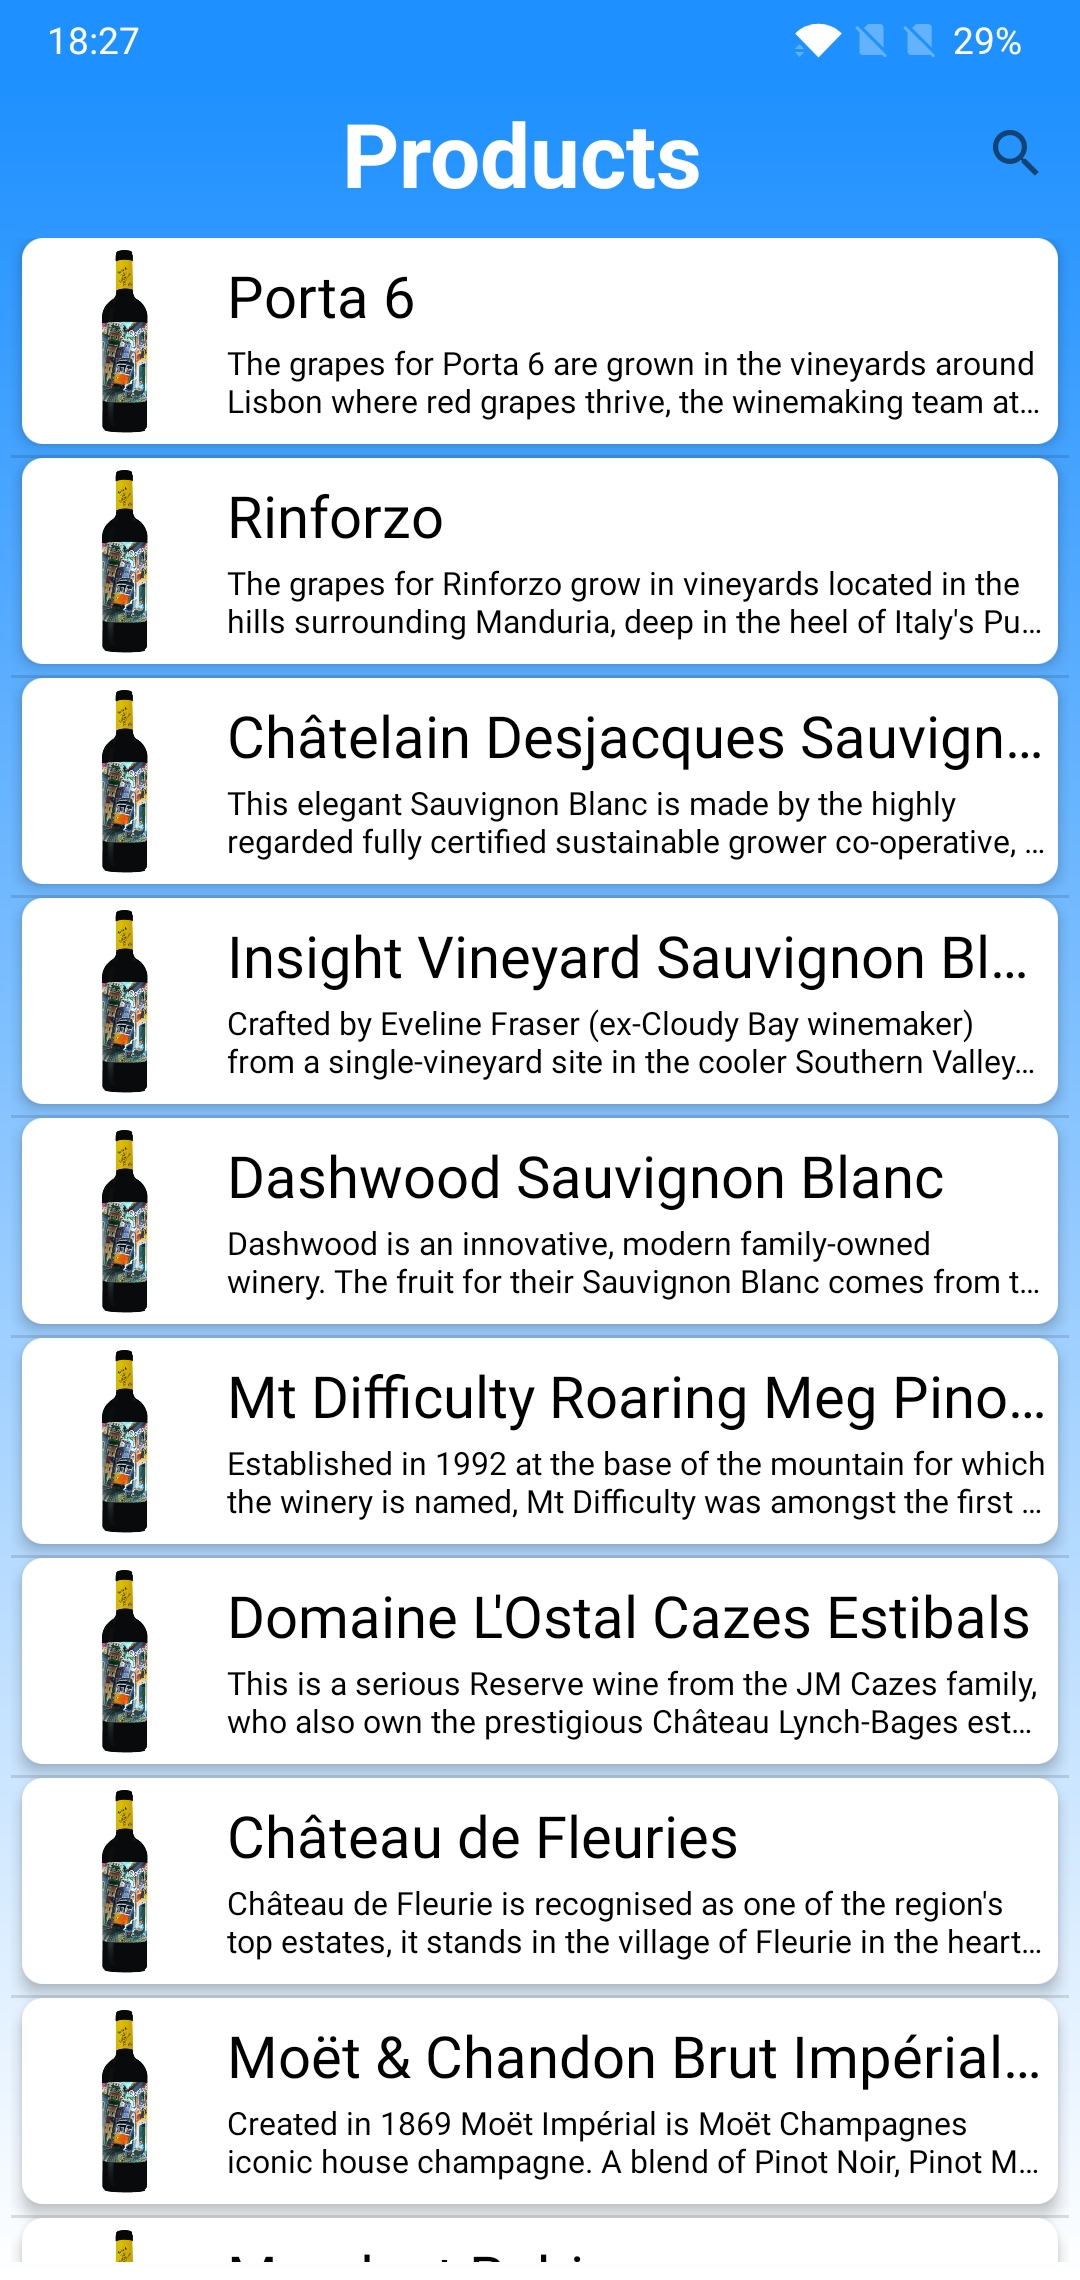 18:27
29%
Products
Porta 6
The grapes for Porta 6 are grown in the vineyards around
Lisbon where red grapes thrive, the winemaking team at…
Rinforzo
The grapes for Rinforzo grow in vineyards located in the
hills surrounding Manduria, deep in the heel of Italy's Pu…
Châtelain Desjacques Sauvign…
This elegant Sauvignon Blanc is made by the highly
regarded fully certified sustainable grower co-operative, …
Insight Vineyard Sauvignon Bl…
Crafted by Eveline Fraser (ex-Cloudy Bay winemaker)
from a single-vineyard site in the cooler Southern Valley…
Dashwood Sauvignon Blanc
Dashwood is an innovative, modern family-owned
winery. The fruit for their Sauvignon Blanc comes from t…
Mt Difficulty Roaring Meg Pino…
Established in 1992 at the base of the mountain for which
the winery is named, Mt Difficulty was amongst the first …
Domaine L'Ostal Cazes Estibals
This is a serious Reserve wine from the JM Cazes family,
who also own the prestigious Château Lynch-Bages est…
Château de Fleuries
Château de Fleurie is recognised as one of the region's
top estates, it stands in the village of Fleurie in the heart…
Moët & Chandon Brut Impérial…
Created in 1869 Moët Impérial is Moët Champagnes
iconic house champagne. A blend of Pinot Noir, Pinot M…